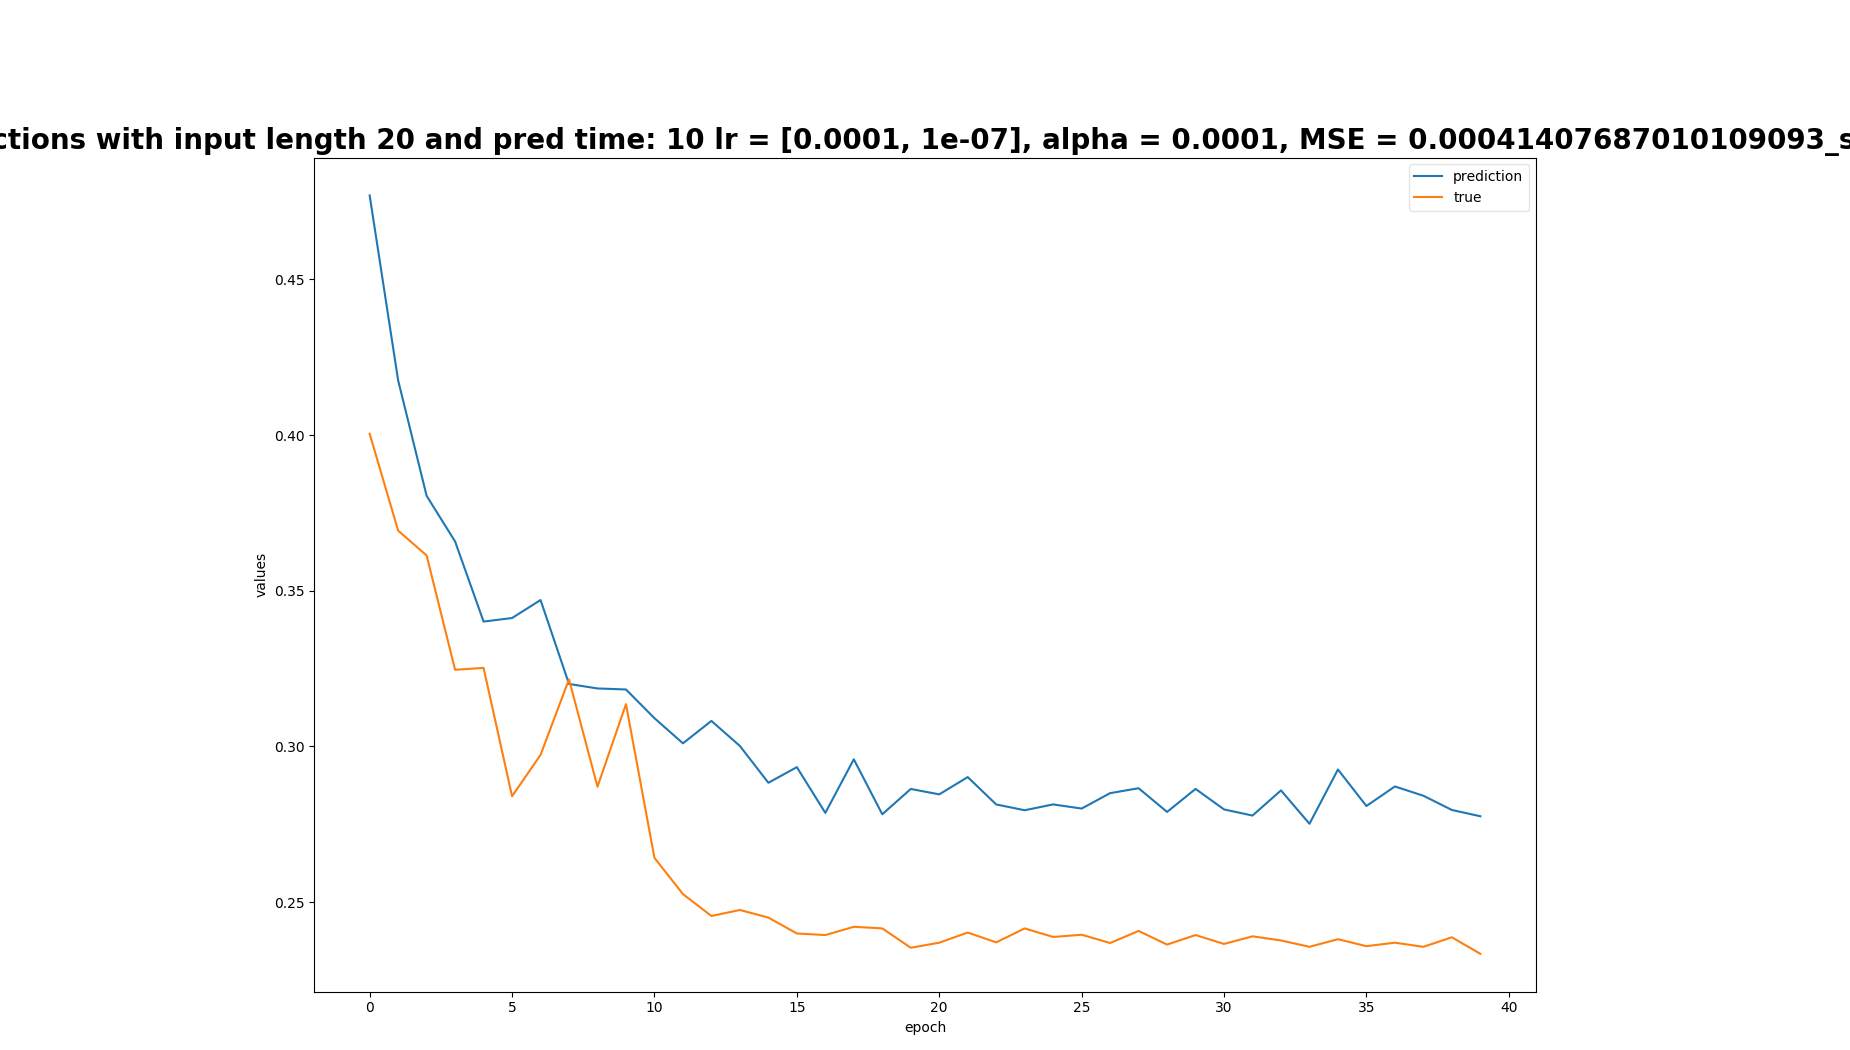 ctions with input length 20 and pred time: 10 lr = [0.0001, 1e-07], alpha = 0.0001, MSE = 0.00041407687010109093_s
prediction
true
0.45
0.40
0.35
0.30
0.25
values
0 5 10 15 20 25 30 35 40
epoch